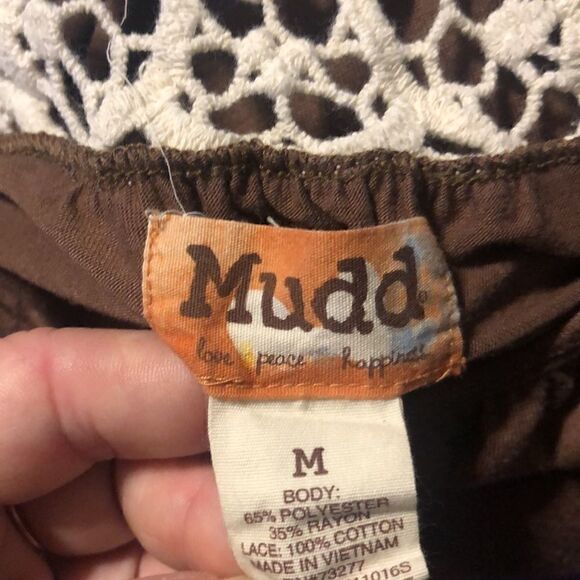 Mudd
love peace happiness
M
BODY:
65% POLYESTER
35% RAYON
LACE: 100% COTTON
MADE IN VIETNAM